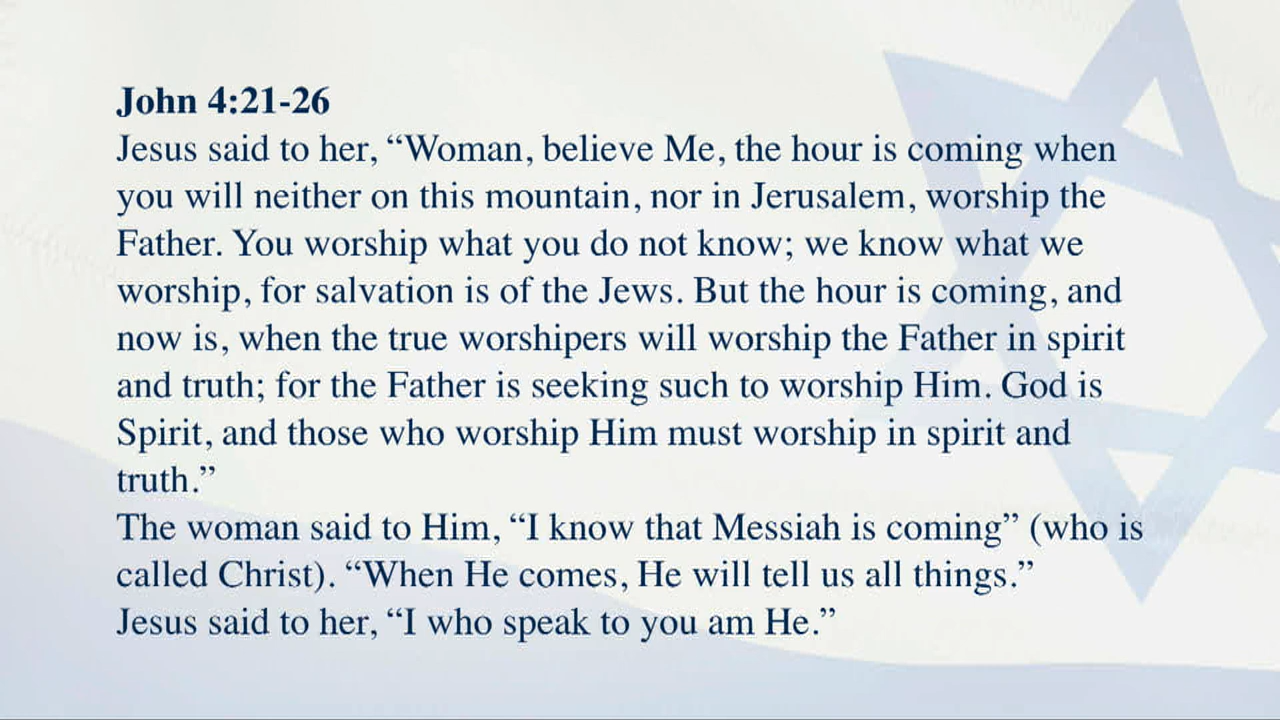 John 4:21-26
Jesus said to her, “Woman, believe Me, the hour is coming when
you will neither on this mountain, nor in Jerusalem, worship the
Father. You worship what you do not know; we know what we
worship, for salvation is of the Jews. But the hour is coming, and
now is, when the true worshipers will worship the Father in spirit
and truth; for the Father is seeking such to worship Him. God is
Spirit, and those who worship Him must worship in spirit and
truth.”
The woman said to Him, “I know that Messiah is coming” (who is
called Christ). “When He comes, He will tell us all things.”
Jesus said to her, “I who speak to you am He.”